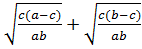 √(c(a−c)/ab) + √(c(b−c)/ab)